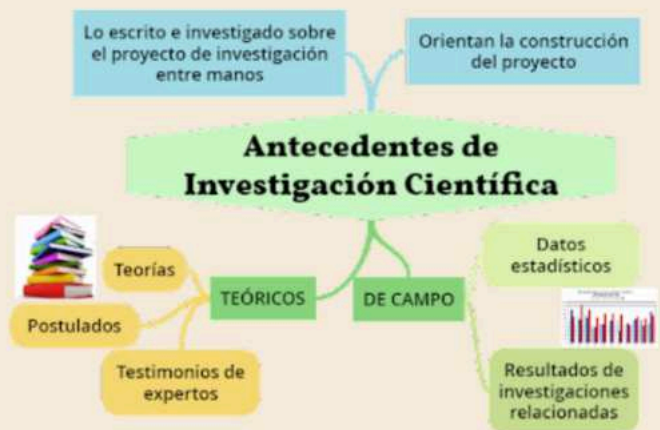 Lo escrito e investigado sobre
el proyecto de investigación
entre manos
Orientan la construcción
del proyecto
Antecedentes de
Investigación Científica
TEÓRICOS
Teorías
Postulados
Testimonios de
expertos
DE CAMPO
Datos
estadísticos
Resultados de
investigaciones
relacionadas